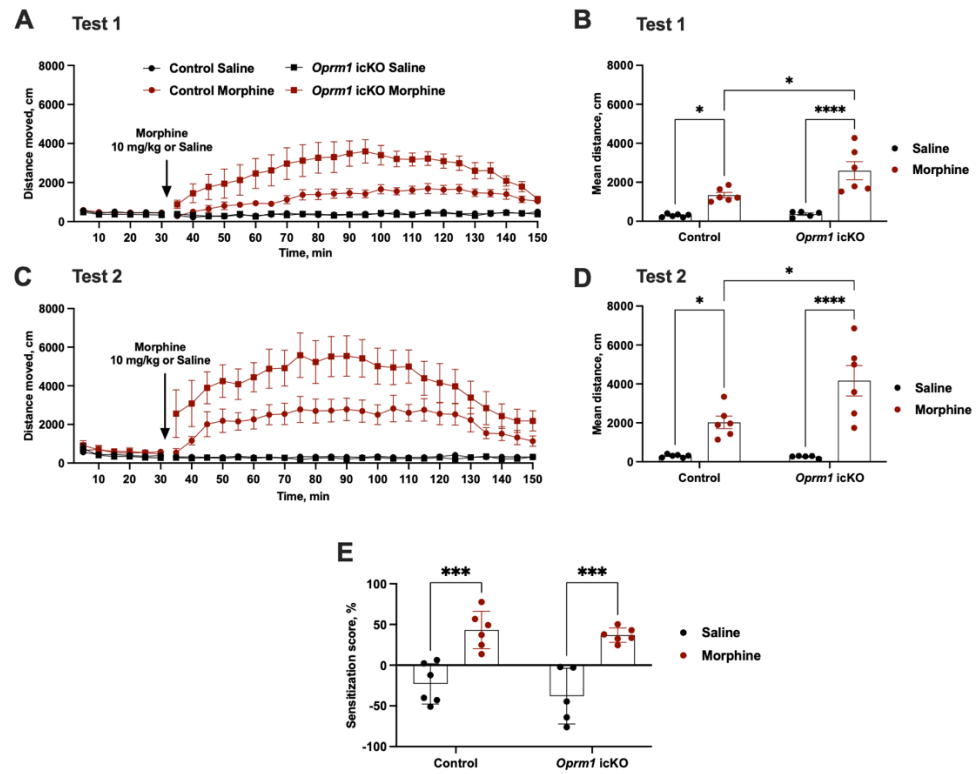 A Test 1
8000
6000
4000
2000
0
Distance moved, cm
Control Saline
Control Morphine
Oprm1 icKO Saline
Oprm1 icKO Morphine
Morphine
10 mg/kg or Saline
10 20 30 40 50 60 70 80 90 100 110 120 130 140 150
Time, min
B Test 1
8000
6000
4000
2000
0
Mean distance, cm
*
*
****
Control
Oprm1 icKO
Saline
Morphine
C Test 2
8000
6000
4000
2000
0
Distance moved, cm
Morphine
10 mg/kg or Saline
10 20 30 40 50 60 70 80 90 100 110 120 130 140 150
Time, min
D Test 2
8000
6000
4000
2000
0
Mean distance, cm
*
*
****
Control
Oprm1 icKO
Saline
Morphine
E
100
50
0
-50
-100
Sensitization score, %
***
***
Control
Oprm1 icKO
Saline
Morphine